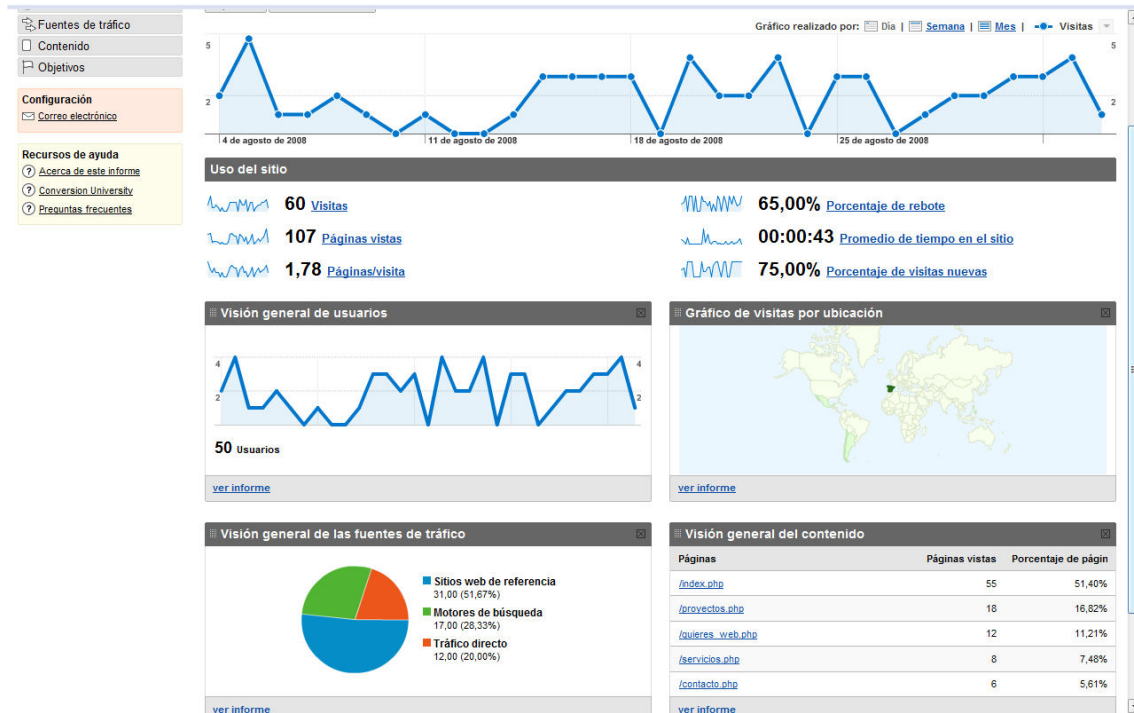 Fuentes de tráfico
Contenido
Objetivos
Configuración
Correo electrónico
Recursos de ayuda
Acerca de este informe
Conversion University
Preguntas frecuentes
Gráfico realizado por: Día | Semana | Mes | Visitas
5 5
2 2
4 de agosto de 2008 11 de agosto de 2008 18 de agosto de 2008 25 de agosto de 2008
Uso del sitio
60 Visitas
107 Páginas vistas
1,78 Páginas/visita
65,00% Porcentaje de rebote
00:00:43 Promedio de tiempo en el sitio
75,00% Porcentaje de visitas nuevas
Visión general de usuarios
4 4
2 2
50 Usuarios
ver informe
Gráfico de visitas por ubicación
ver informe
Visión general de las fuentes de tráfico
Sitios web de referencia
31,00 (51,67%)
Motores de búsqueda
17,00 (28,33%)
Tráfico directo
12,00 (20,00%)
ver informe
Visión general del contenido
Páginas Páginas vistas Porcentaje de págin
/index.php 55 51,40%
/proyectos.php 18 16,82%
/quieres_web.php 12 11,21%
/servicios.php 8 7,48%
/contacto.php 6 5,61%
ver informe